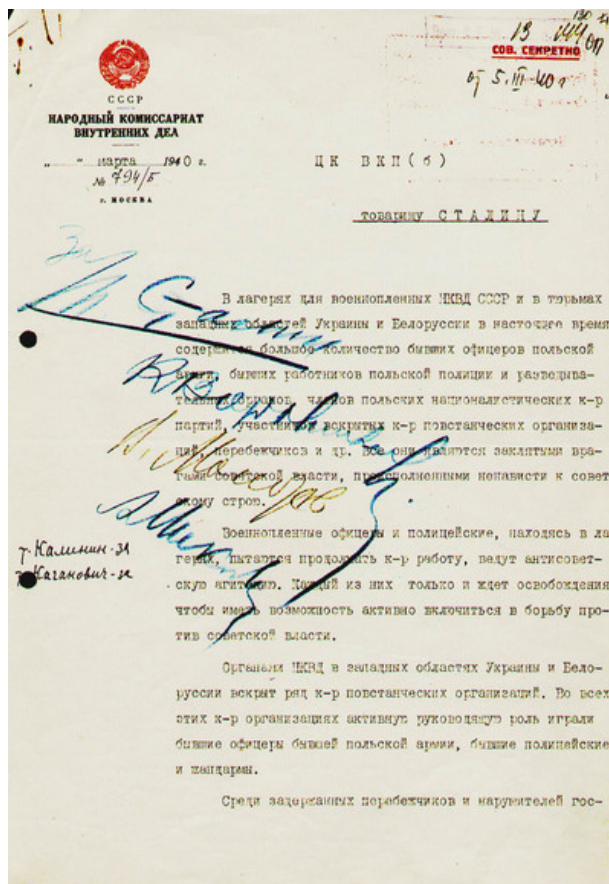 13 144 оп
СОВ. СЕКРЕТНО
от 5.III.40 г
СССР
НАРОДНЫЙ КОМИССАРИАТ
ВНУТРЕННИХ ДЕЛ
„ “ марта 1940 г.
№ 794/Б
г. МОСКВА
ЦК ВКП(б)
товарищу СТАЛИНУ
За
И Сталин
К Ворошилов
В. Молотов
А Микоян
В лагерях для военнопленных НКВД СССР и в тюрьмах
западных областей Украины и Белоруссии в настоящее время
содержится большое количество бывших офицеров польской
армии, бывших работников польской полиции и разведыва-
тельных органов, членов польских националистических к-р
партий, участников вскрытых к-р повстанческих организа-
ций, перебежчиков и др. Все они являются заклятыми вра-
гами советской власти, преисполненными ненависти к совет
скому строю.
т. Калинин - за
т. Каганович - за
Военнопленные офицеры и полицейские, находясь в ла
герях, пытаются продолжать к-р работу, ведут антисовет-
скую агитацию. Каждый из них только и ждет освобождения
чтобы иметь возможность активно включиться в борьбу про-
тив советской власти.
Органами НКВД в западных областях Украины и Бело-
руссии вскрыт ряд к-р повстанческих организаций. Во всех
этих к-р организациях активную руководящую роль играли
бывшие офицеры бывшей польской армии, бывшие полицейские
и жандармы.
Среди задержанных перебежчиков и нарушителей гос-